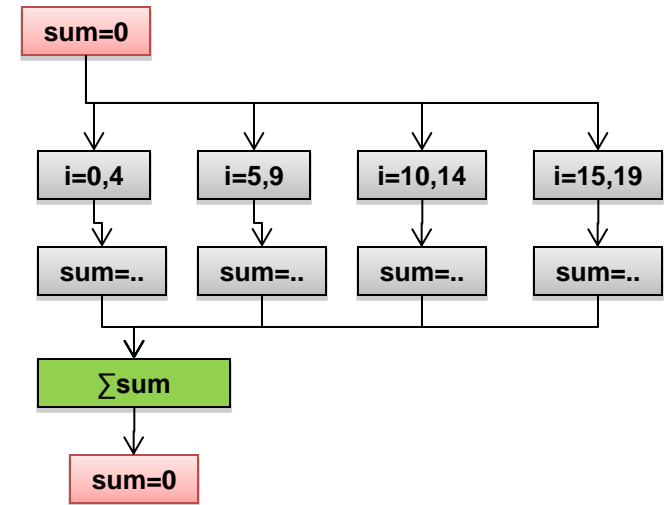 sum=0
i=0,4
i=5,9
i=10,14
i=15,19
sum=..
sum=..
sum=..
sum=..
∑sum
sum=0